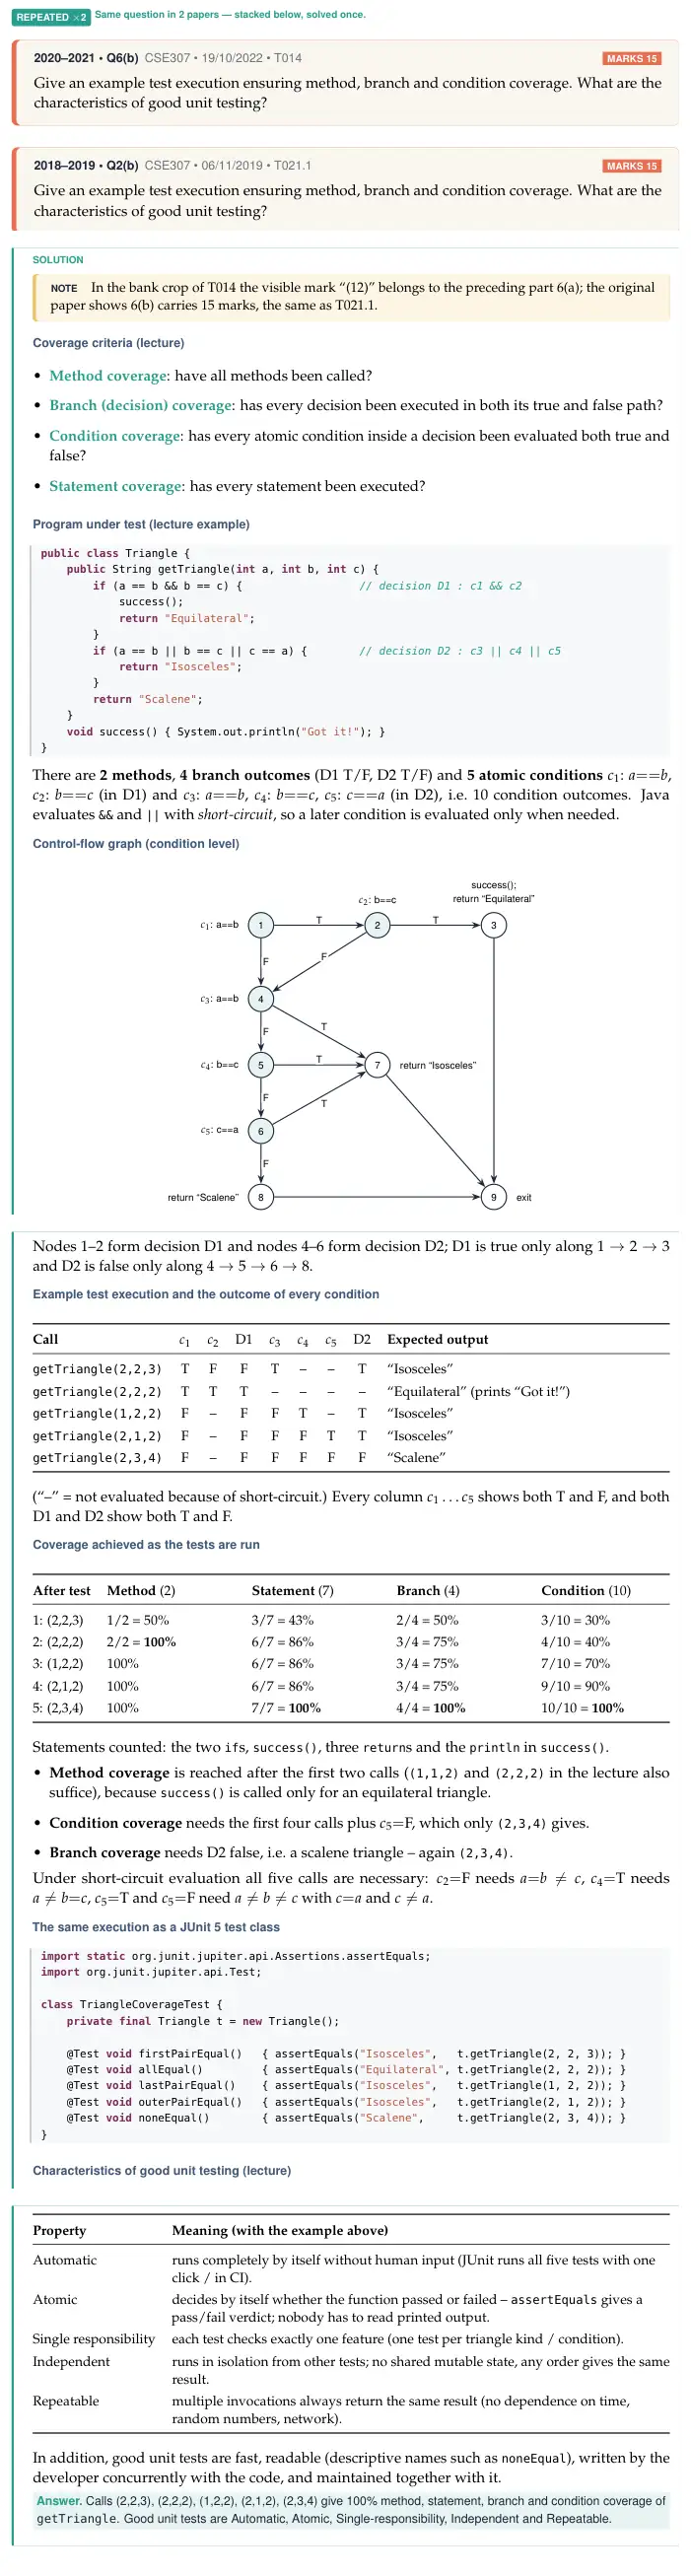 REPEATED ×2 Same question in 2 papers — stacked below, solved once.
2020–2021 • Q6(b) CSE307 • 19/10/2022 • T014 MARKS 15
Give an example test execution ensuring method, branch and condition coverage. What are the
characteristics of good unit testing?
2018–2019 • Q2(b) CSE307 • 06/11/2019 • T021.1 MARKS 15
Give an example test execution ensuring method, branch and condition coverage. What are the
characteristics of good unit testing?
SOLUTION
NOTE In the bank crop of T014 the visible mark “(12)” belongs to the preceding part 6(a); the original
paper shows 6(b) carries 15 marks, the same as T021.1.
Coverage criteria (lecture)
• Method coverage: have all methods been called?
• Branch (decision) coverage: has every decision been executed in both its true and false path?
• Condition coverage: has every atomic condition inside a decision been evaluated both true and
false?
• Statement coverage: has every statement been executed?
Program under test (lecture example)
public class Triangle {
public String getTriangle(int a, int b, int c) {
if (a == b && b == c) { // decision D1 : c1 && c2
success();
return "Equilateral";
}
if (a == b || b == c || c == a) { // decision D2 : c3 || c4 || c5
return "Isosceles";
}
return "Scalene";
}
void success() { System.out.println("Got it!"); }
}
There are 2 methods, 4 branch outcomes (D1 T/F, D2 T/F) and 5 atomic conditions c1: a==b,
c2: b==c (in D1) and c3: a==b, c4: b==c, c5: c==a (in D2), i.e. 10 condition outcomes. Java
evaluates && and || with short-circuit, so a later condition is evaluated only when needed.
Control-flow graph (condition level)
success();
c2: b==c return “Equilateral”
c1: a==b 1 T 2 T 3
F F
c3: a==b 4
F T
c4: b==c 5 T 7 return “Isosceles”
F T
c5: c==a 6
F
return “Scalene” 8 9 exit
Nodes 1–2 form decision D1 and nodes 4–6 form decision D2; D1 is true only along 1 → 2 → 3
and D2 is false only along 4 → 5 → 6 → 8.
Example test execution and the outcome of every condition
Call c1 c2 D1 c3 c4 c5 D2 Expected output
getTriangle(2,2,3) T F F T – – T “Isosceles”
getTriangle(2,2,2) T T T – – – – “Equilateral” (prints “Got it!”)
getTriangle(1,2,2) F – F F T – T “Isosceles”
getTriangle(2,1,2) F – F F F T T “Isosceles”
getTriangle(2,3,4) F – F F F F F “Scalene”
(“–” = not evaluated because of short-circuit.) Every column c1 … c5 shows both T and F, and both
D1 and D2 show both T and F.
Coverage achieved as the tests are run
After test Method (2) Statement (7) Branch (4) Condition (10)
1: (2,2,3) 1/2 = 50% 3/7 = 43% 2/4 = 50% 3/10 = 30%
2: (2,2,2) 2/2 = 100% 6/7 = 86% 3/4 = 75% 4/10 = 40%
3: (1,2,2) 100% 6/7 = 86% 3/4 = 75% 7/10 = 70%
4: (2,1,2) 100% 6/7 = 86% 3/4 = 75% 9/10 = 90%
5: (2,3,4) 100% 7/7 = 100% 4/4 = 100% 10/10 = 100%
Statements counted: the two ifs, success(), three returns and the println in success().
• Method coverage is reached after the first two calls ((1,1,2) and (2,2,2) in the lecture also
suffice), because success() is called only for an equilateral triangle.
• Condition coverage needs the first four calls plus c5=F, which only (2,3,4) gives.
• Branch coverage needs D2 false, i.e. a scalene triangle – again (2,3,4).
Under short-circuit evaluation all five calls are necessary: c2=F needs a=b ≠ c, c4=T needs
a ≠ b=c, c5=T and c5=F need a ≠ b ≠ c with c=a and c ≠ a.
The same execution as a JUnit 5 test class
import static org.junit.jupiter.api.Assertions.assertEquals;
import org.junit.jupiter.api.Test;
class TriangleCoverageTest {
private final Triangle t = new Triangle();
@Test void firstPairEqual() { assertEquals("Isosceles", t.getTriangle(2, 2, 3)); }
@Test void allEqual() { assertEquals("Equilateral", t.getTriangle(2, 2, 2)); }
@Test void lastPairEqual() { assertEquals("Isosceles", t.getTriangle(1, 2, 2)); }
@Test void outerPairEqual() { assertEquals("Isosceles", t.getTriangle(2, 1, 2)); }
@Test void noneEqual() { assertEquals("Scalene", t.getTriangle(2, 3, 4)); }
}
Characteristics of good unit testing (lecture)
Property Meaning (with the example above)
Automatic runs completely by itself without human input (JUnit runs all five tests with one
click / in CI).
Atomic decides by itself whether the function passed or failed – assertEquals gives a
pass/fail verdict; nobody has to read printed output.
Single responsibility each test checks exactly one feature (one test per triangle kind / condition).
Independent runs in isolation from other tests; no shared mutable state, any order gives the same
result.
Repeatable multiple invocations always return the same result (no dependence on time,
random numbers, network).
In addition, good unit tests are fast, readable (descriptive names such as noneEqual), written by the
developer concurrently with the code, and maintained together with it.
Answer. Calls (2,2,3), (2,2,2), (1,2,2), (2,1,2), (2,3,4) give 100% method, statement, branch and condition coverage of
getTriangle. Good unit tests are Automatic, Atomic, Single-responsibility, Independent and Repeatable.